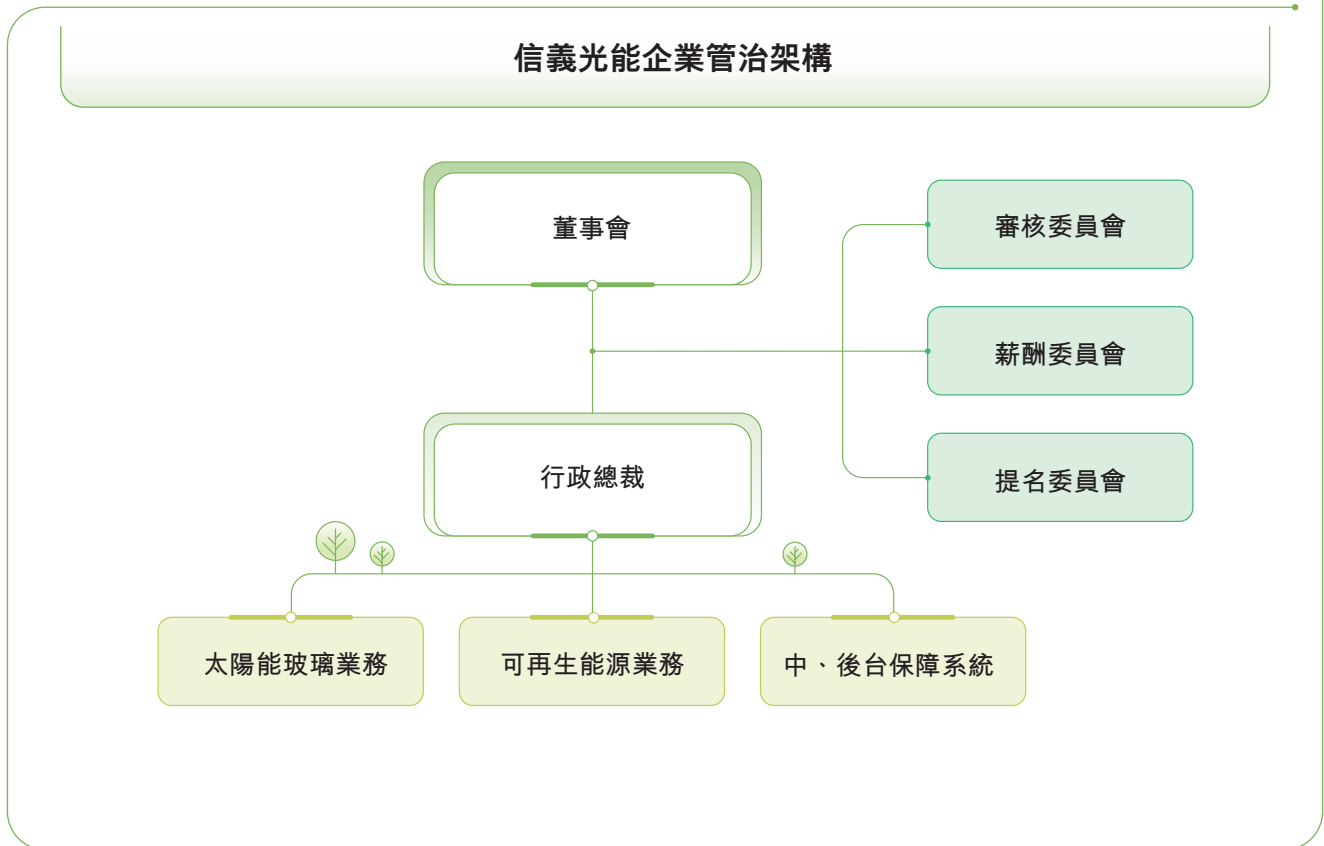 信義光能企業管治架構
董事會
審核委員會
薪酬委員會
行政總裁
提名委員會
太陽能玻璃業務
可再生能源業務
中、後台保障系統